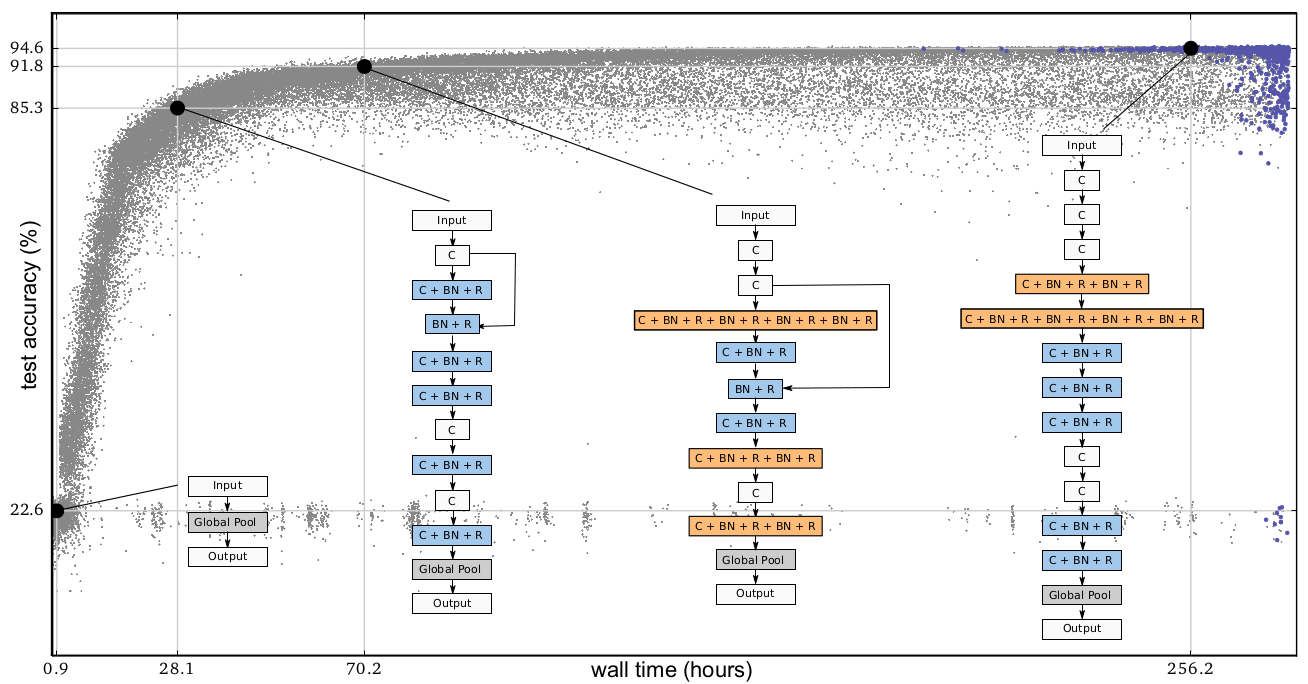 94.6
91.8
85.3
22.6
test accuracy (%)
Input
Global Pool
Output
Input
C
C + BN + R
BN + R
C + BN + R
C + BN + R
C
C + BN + R
C
C + BN + R
Global Pool
Output
Input
C
C
C + BN + R + BN + R + BN + R + BN + R
C + BN + R
BN + R
C + BN + R
C + BN + R + BN + R
C
C + BN + R + BN + R
Global Pool
Output
Input
C
C
C
C + BN + R + BN + R
C + BN + R + BN + R + BN + R + BN + R
C + BN + R
C + BN + R
C + BN + R
C
C
C + BN + R
C + BN + R
Global Pool
Output
0.9
28.1
70.2
256.2
wall time (hours)